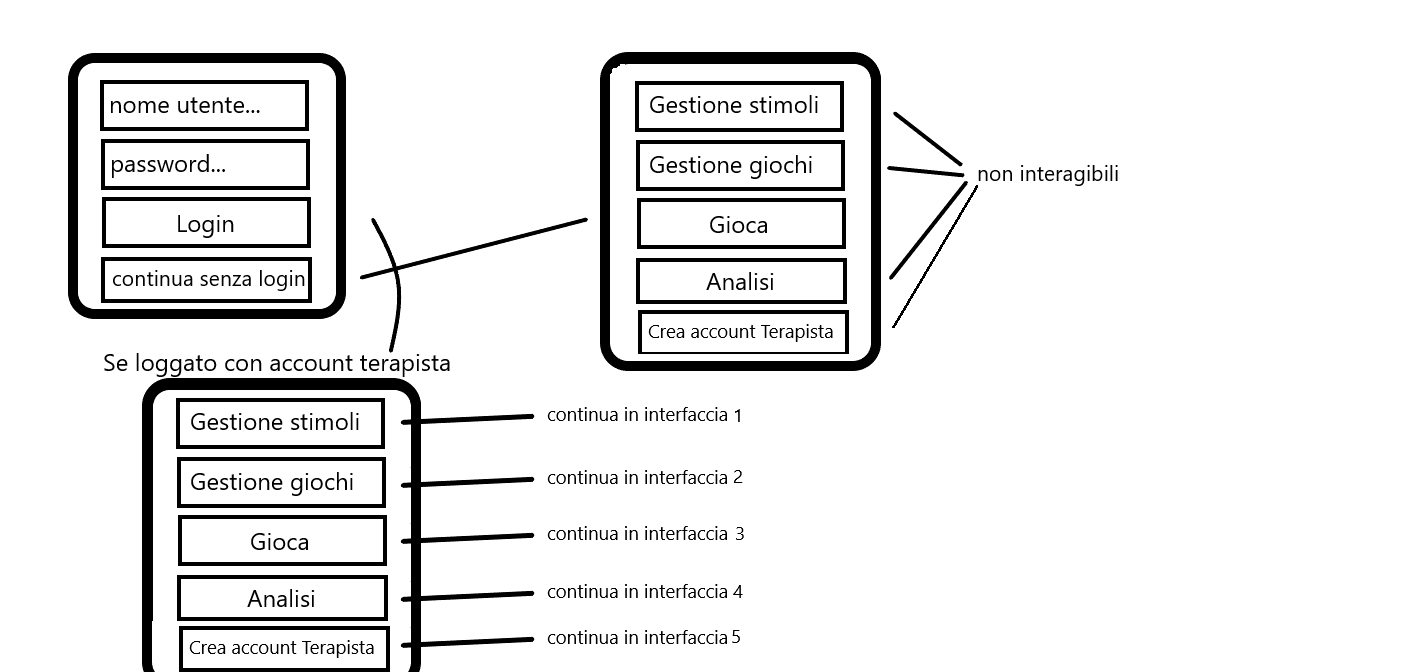 nome utente...
password...
Login
continua senza login
Gestione stimoli
Gestione giochi
Gioca
Analisi
Crea account Terapista
non interagibili
Se loggato con account terapista
Gestione stimoli
continua in interfaccia 1
Gestione giochi
continua in interfaccia 2
Gioca
continua in interfaccia 3
Analisi
continua in interfaccia 4
Crea account Terapista
continua in interfaccia 5